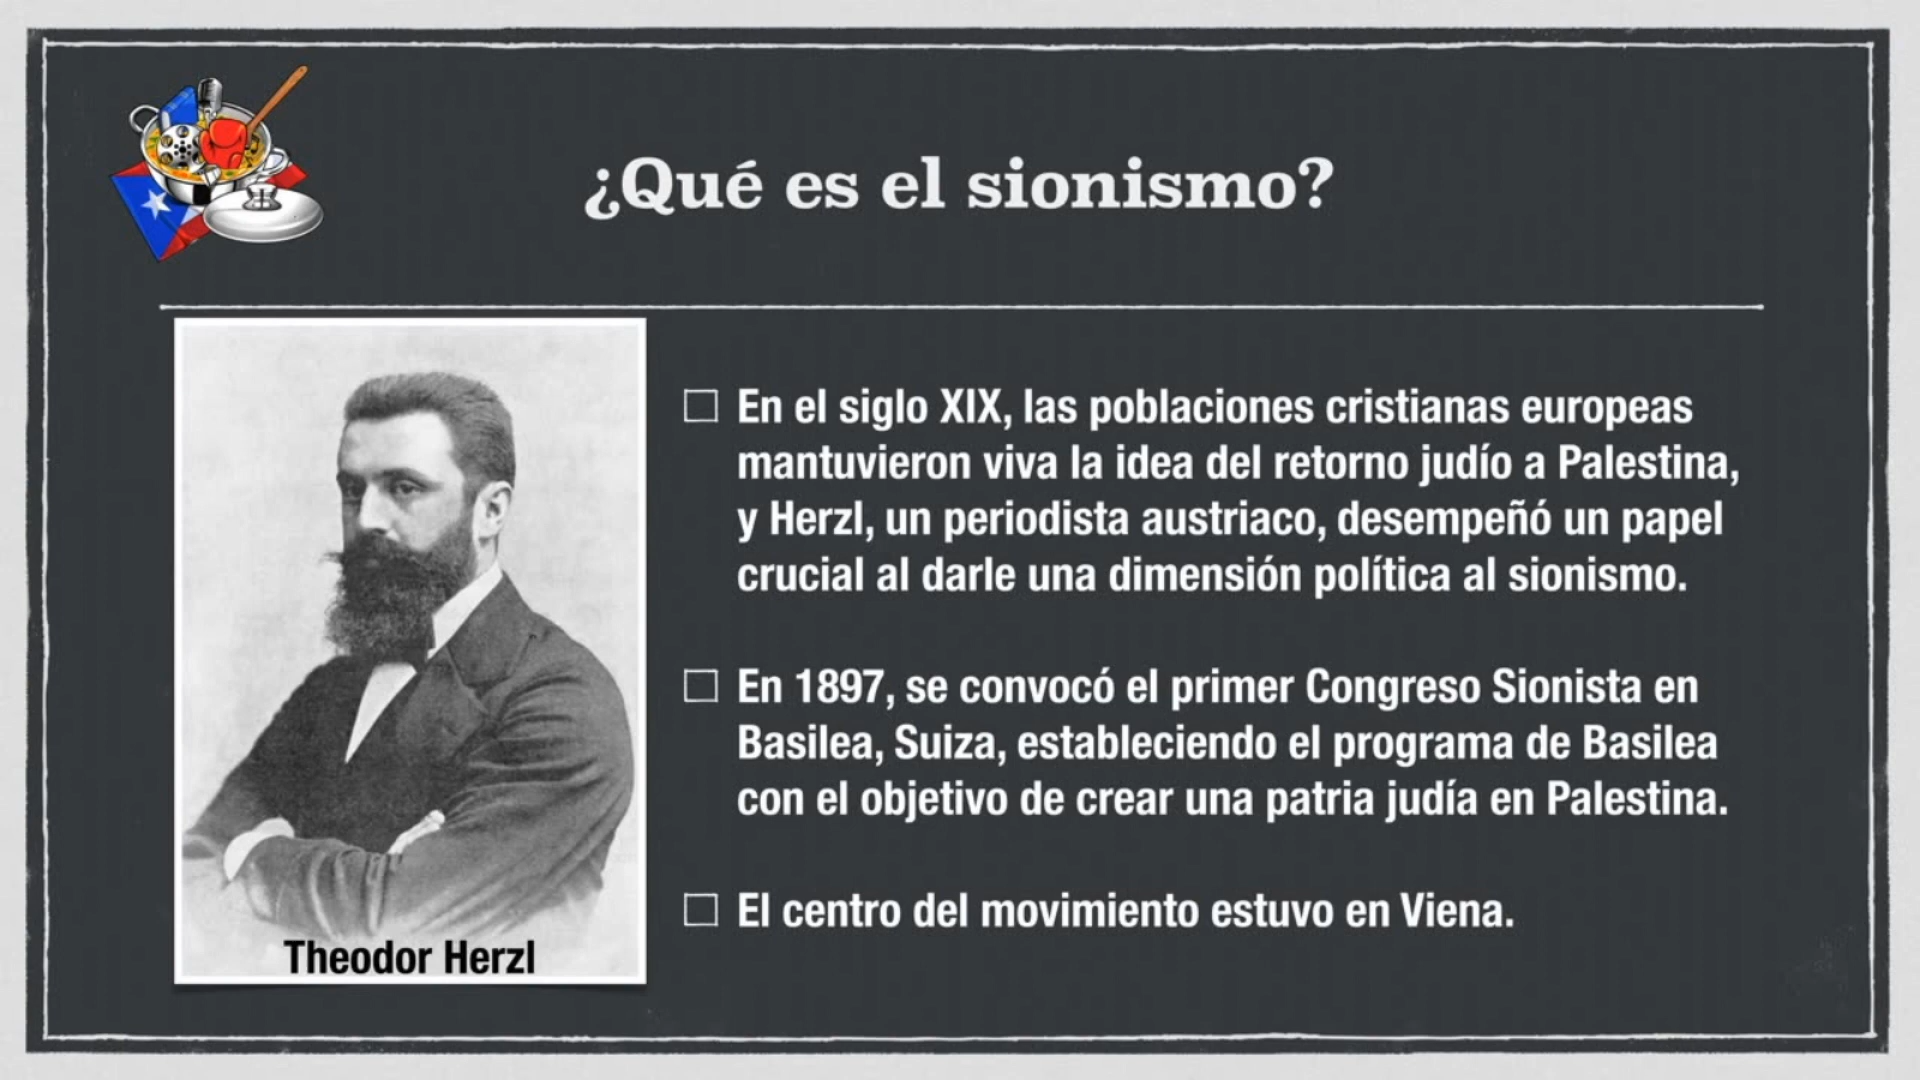 ¿Qué es el sionismo?
En el siglo XIX, las poblaciones cristianas europeas
mantuvieron viva la idea del retorno judío a Palestina,
y Herzl, un periodista austriaco, desempeñó un papel
crucial al darle una dimensión política al sionismo.
En 1897, se convocó el primer Congreso Sionista en
Basilea, Suiza, estableciendo el programa de Basilea
con el objetivo de crear una patria judía en Palestina.
El centro del movimiento estuvo en Viena.
Theodor Herzl